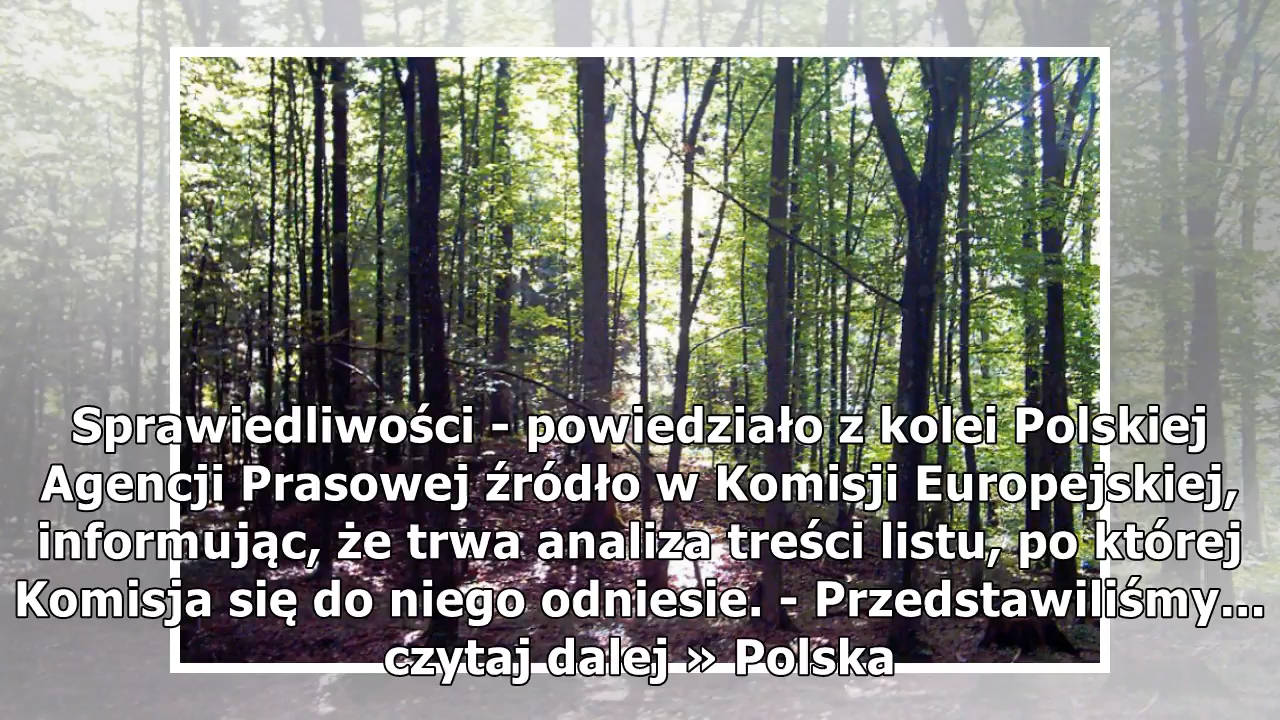 Sprawiedliwości - powiedziało z kolei Polskiej
Agencji Prasowej źródło w Komisji Europejskiej,
informując, że trwa analiza treści listu, po której
Komisja się do niego odniesie. - Przedstawiliśmy...
czytaj dalej » Polska